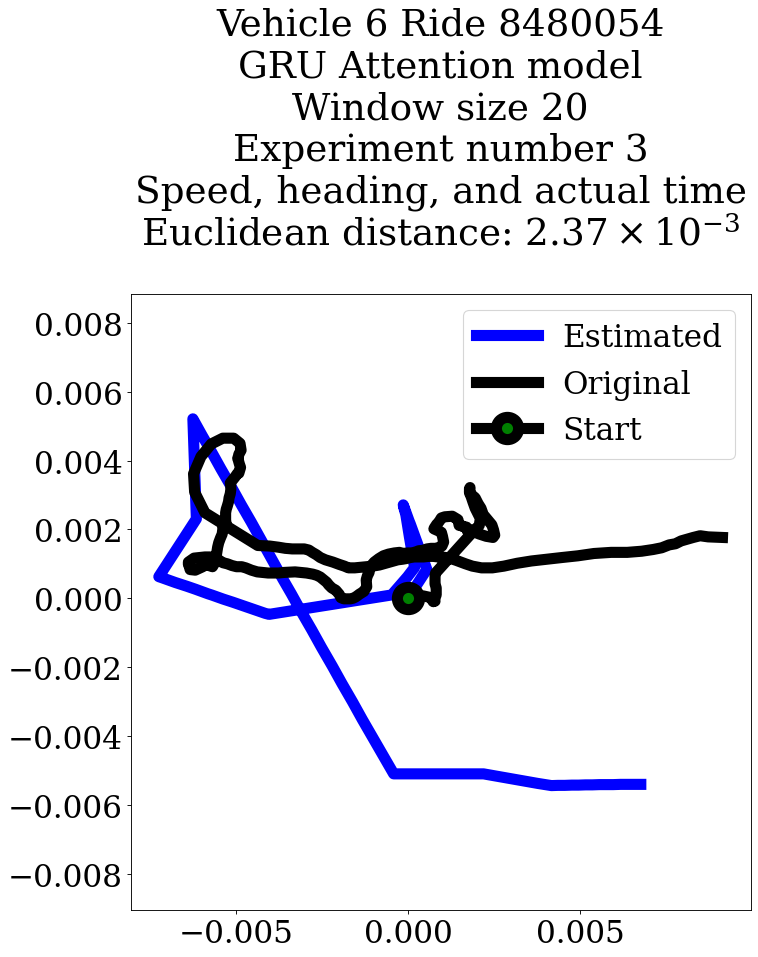 Vehicle 6 Ride 8480054
GRU Attention model
Window size 20
Experiment number 3
Speed, heading, and actual time
Euclidean distance: 2.37 × 10⁻³
Estimated
Original
Start
0.008
0.006
0.004
0.002
0.000
−0.002
−0.004
−0.006
−0.008
−0.005 0.000 0.005